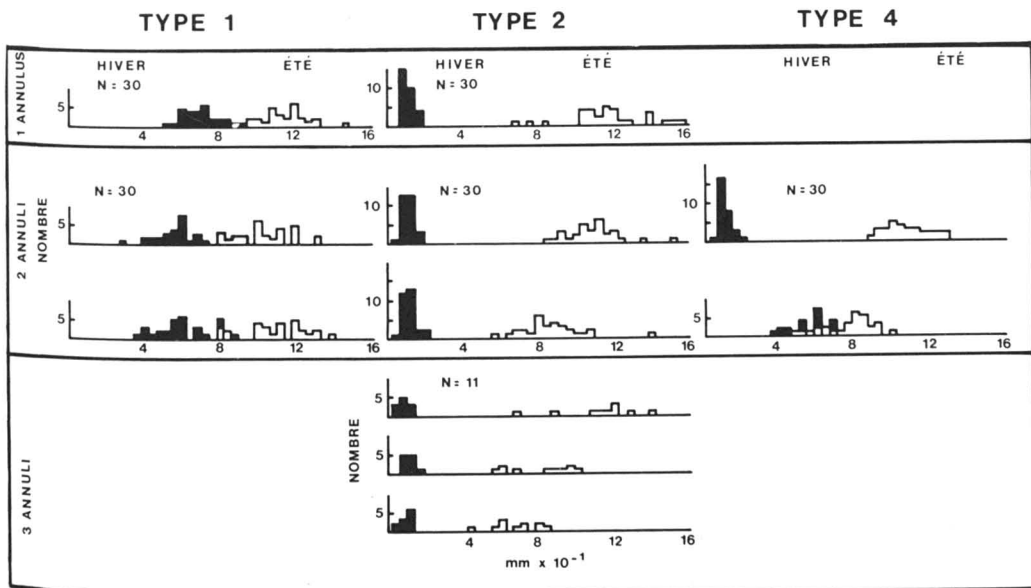 TYPE 1 TYPE 2 TYPE 4
1 ANNULUS
HIVER ÉTÉ HIVER ÉTÉ HIVER ÉTÉ
N = 30 N = 30
10
5
4 8 12 16 4 8 12 16
2 ANNULI
NOMBRE
N = 30 N = 30 N = 30
5 10 10
5 10 5
4 8 12 16 4 8 12 16 4 8 12 16
3 ANNULI
NOMBRE
N = 11
5
5
5
4 8 12 16
mm x 10⁻¹